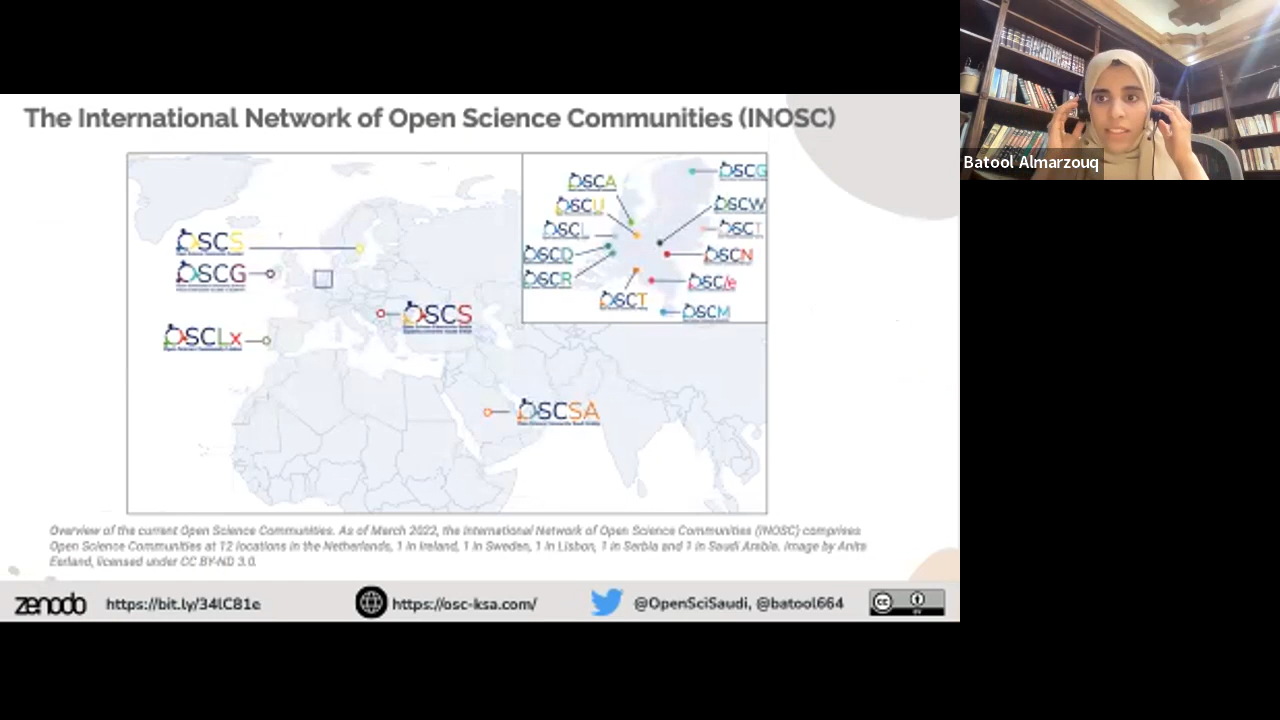 The International Network of Open Science Communities (INOSC)
Batool Almarzouq
OSCS
OSCG
OSCLx
OSCS
OSCSA
OSCA
OSCU
OSCL
OSCD
OSCR
OSCT
OSCG
OSCW
OSCT
OSCN
OSC/e
OSCM
Overview of the current Open Science Communities. As of March 2022, the International Network of Open Science Communities (INOSC) comprises
Open Science Communities at 12 locations in the Netherlands, 1 in Ireland, 1 in Sweden, 1 in Lisbon, 1 in Serbia and 1 in Saudi Arabie. Image by Anita
Eerland, licensed under CC BY-ND 3.0.
zenodo
https://bit.ly/34lC81e
https://osc-ksa.com/
@OpenSciSaudi, @batool664
cc
BY